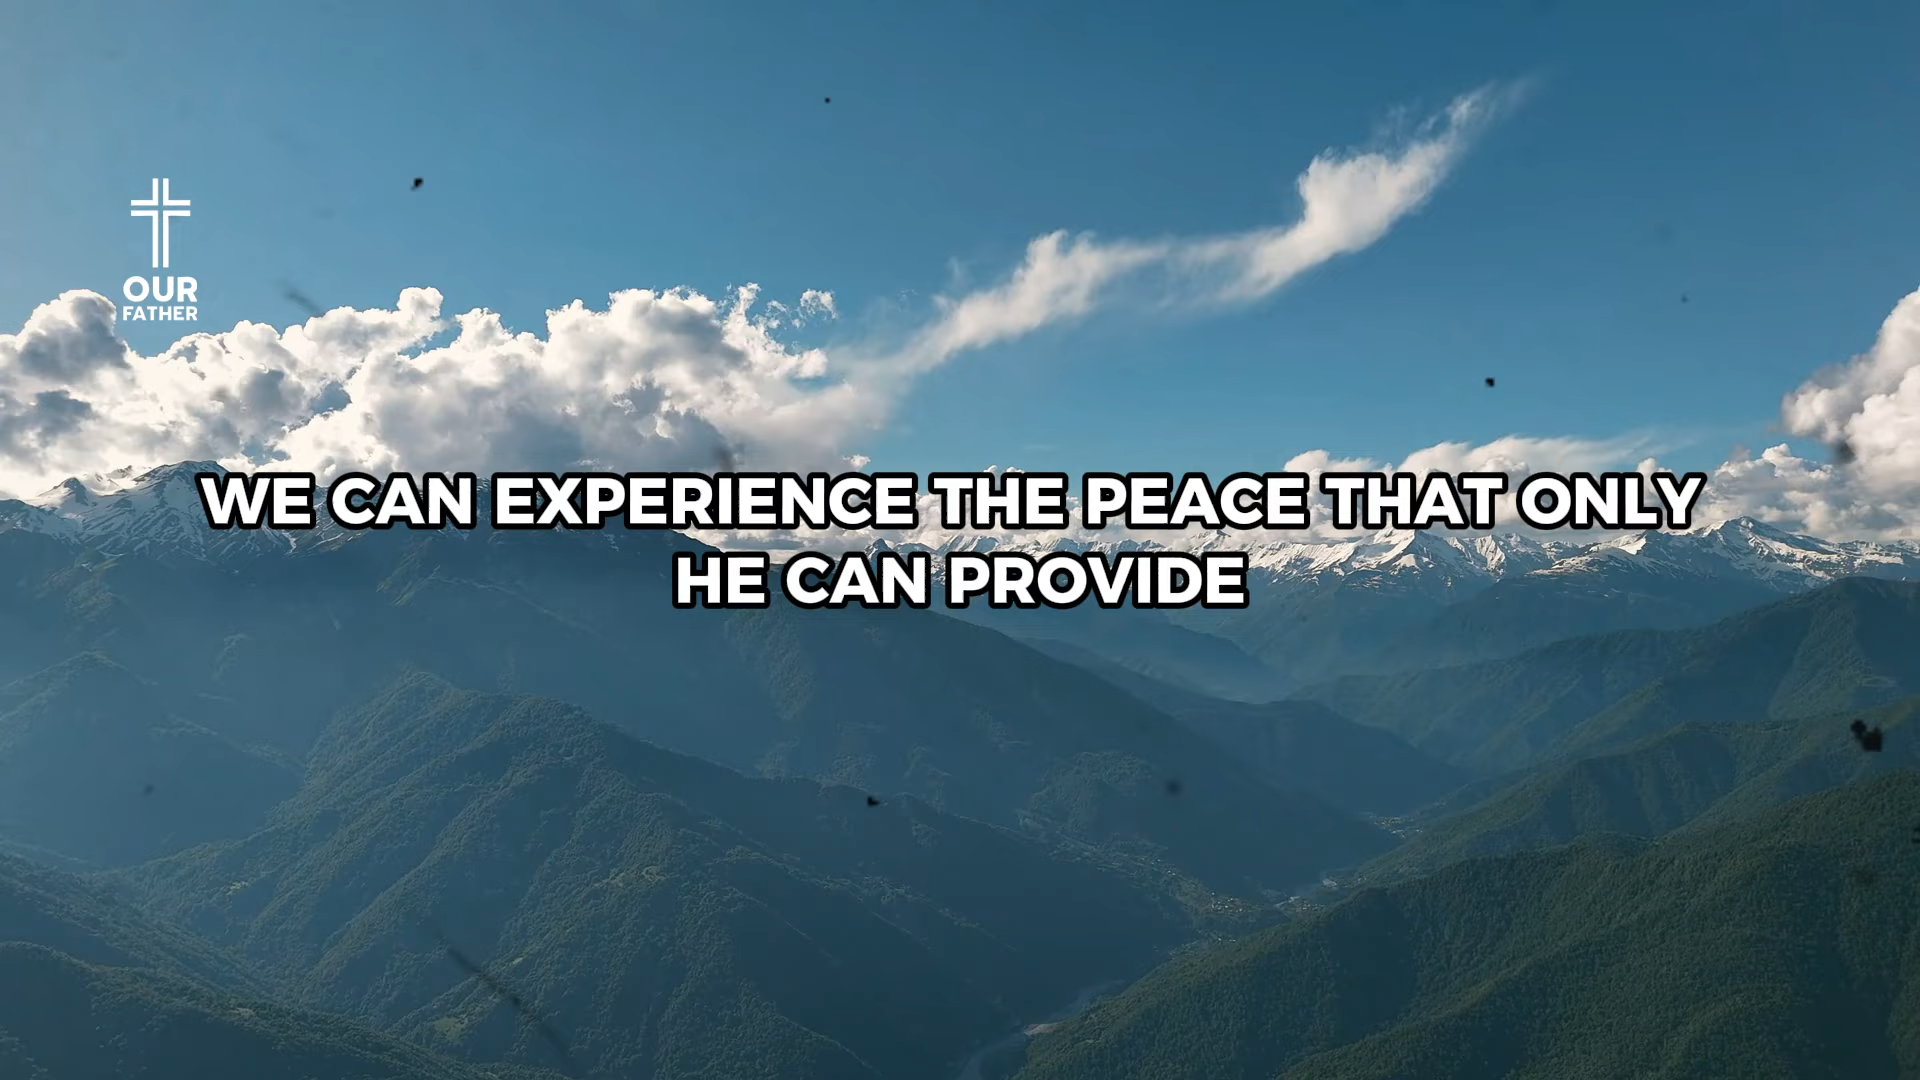 OUR
FATHER
WE CAN EXPERIENCE THE PEACE THAT ONLY
HE CAN PROVIDE